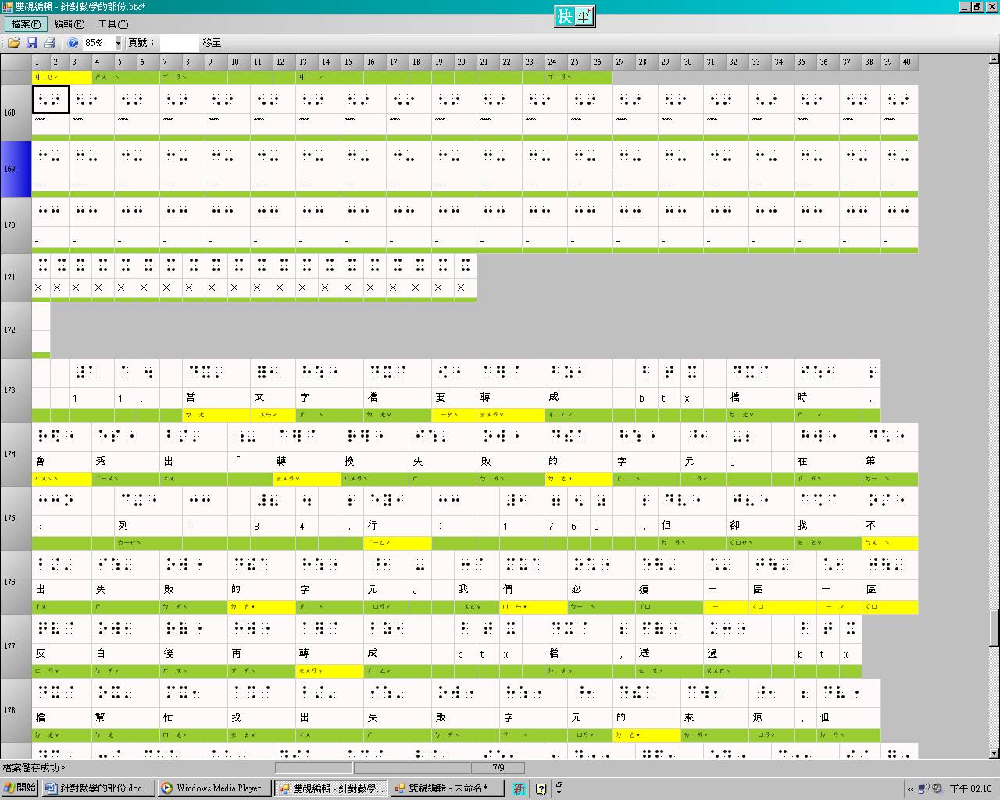 雙視編輯 - 針對數學的部份.btx*
快 半
檔案(F) 編輯(E) 工具(T)
85% 頁號： 移至
1 2 3 4 5 6 7 8 9 10 11 12 13 14 15 16 17 18 19 20 21 22 23 24 25 26 27 28 29 30 31 32 33 34 35 36 37 38 39 40
ㄐㄧㄝˊ ㄕㄨˋ ㄒㄧㄢˋ ㄐㄧˊ ㄒㄧㄢˋ
168
﹏ ﹏ ﹏ ﹏ ﹏ ﹏ ﹏ ﹏ ﹏ ﹏ ﹏ ﹏ ﹏ ﹏ ﹏ ﹏ ﹏ ﹏ ﹏ ﹏
169
--- --- --- --- --- --- --- --- --- --- --- --- --- --- --- --- --- --- --- ---
170
- - - - - - - - - - - - - - - - - - - -
171
× × × × × × × × × × × × × × × × × × × ×
172
173
1 1 . 當 文 字 檔 要 轉 成 b t x 檔 時 ,
ㄉㄤ ㄨㄣˊ ㄗˋ ㄉㄤˇ ㄧㄠˋ ㄓㄨㄢˇ ㄔㄥˊ ㄉㄤˇ ㄕˊ
174
會 秀 出 「 轉 換 失 敗 的 字 元 」 在 第
ㄏㄨㄟˋ ㄒㄧㄡˋ ㄔㄨ ㄓㄨㄢˇ ㄏㄨㄢˋ ㄕ ㄅㄞˋ ㄉㄜ˙ ㄗˋ ㄩㄢˊ ㄗㄞˋ ㄉㄧˋ
175
→ 列 : 8 4 , 行 : 1 7 5 0 , 但 卻 找 不
ㄌㄧㄝˋ ㄒㄧㄥˊ ㄉㄢˋ ㄑㄩㄝˋ ㄓㄠˇ ㄅㄨˋ
176
出 失 敗 的 字 元 。 我 們 必 須 一 區 一 區
ㄔㄨ ㄕ ㄅㄞˋ ㄉㄜ˙ ㄗˋ ㄩㄢˊ ㄨㄛˇ ㄇㄣ˙ ㄅㄧˋ ㄒㄩ ㄧ ㄑㄩ ㄧˊ ㄑㄩ
177
反 白 後 再 轉 成 b t x 檔 , 透 過 b t x
ㄈㄢˇ ㄅㄞˊ ㄏㄡˋ ㄗㄞˋ ㄓㄨㄢˇ ㄔㄥˊ ㄉㄤˇ ㄊㄡˋ ㄍㄨㄛˋ
178
檔 幫 忙 找 出 失 敗 字 元 的 來 源 , 但
ㄉㄤˇ ㄅㄤ ㄇㄤˊ ㄓㄠˇ ㄔㄨ ㄕ ㄅㄞˋ ㄗˋ ㄩㄢˊ ㄉㄜ˙ ㄌㄞˊ ㄩㄢˊ ㄉㄢˋ
檔案儲存成功。 7/9
開始 針對數學的部份.doc... Windows Media Player 雙視編輯 - 針對數學... 雙視編輯 - 未命名* 新 « 下午 02:10